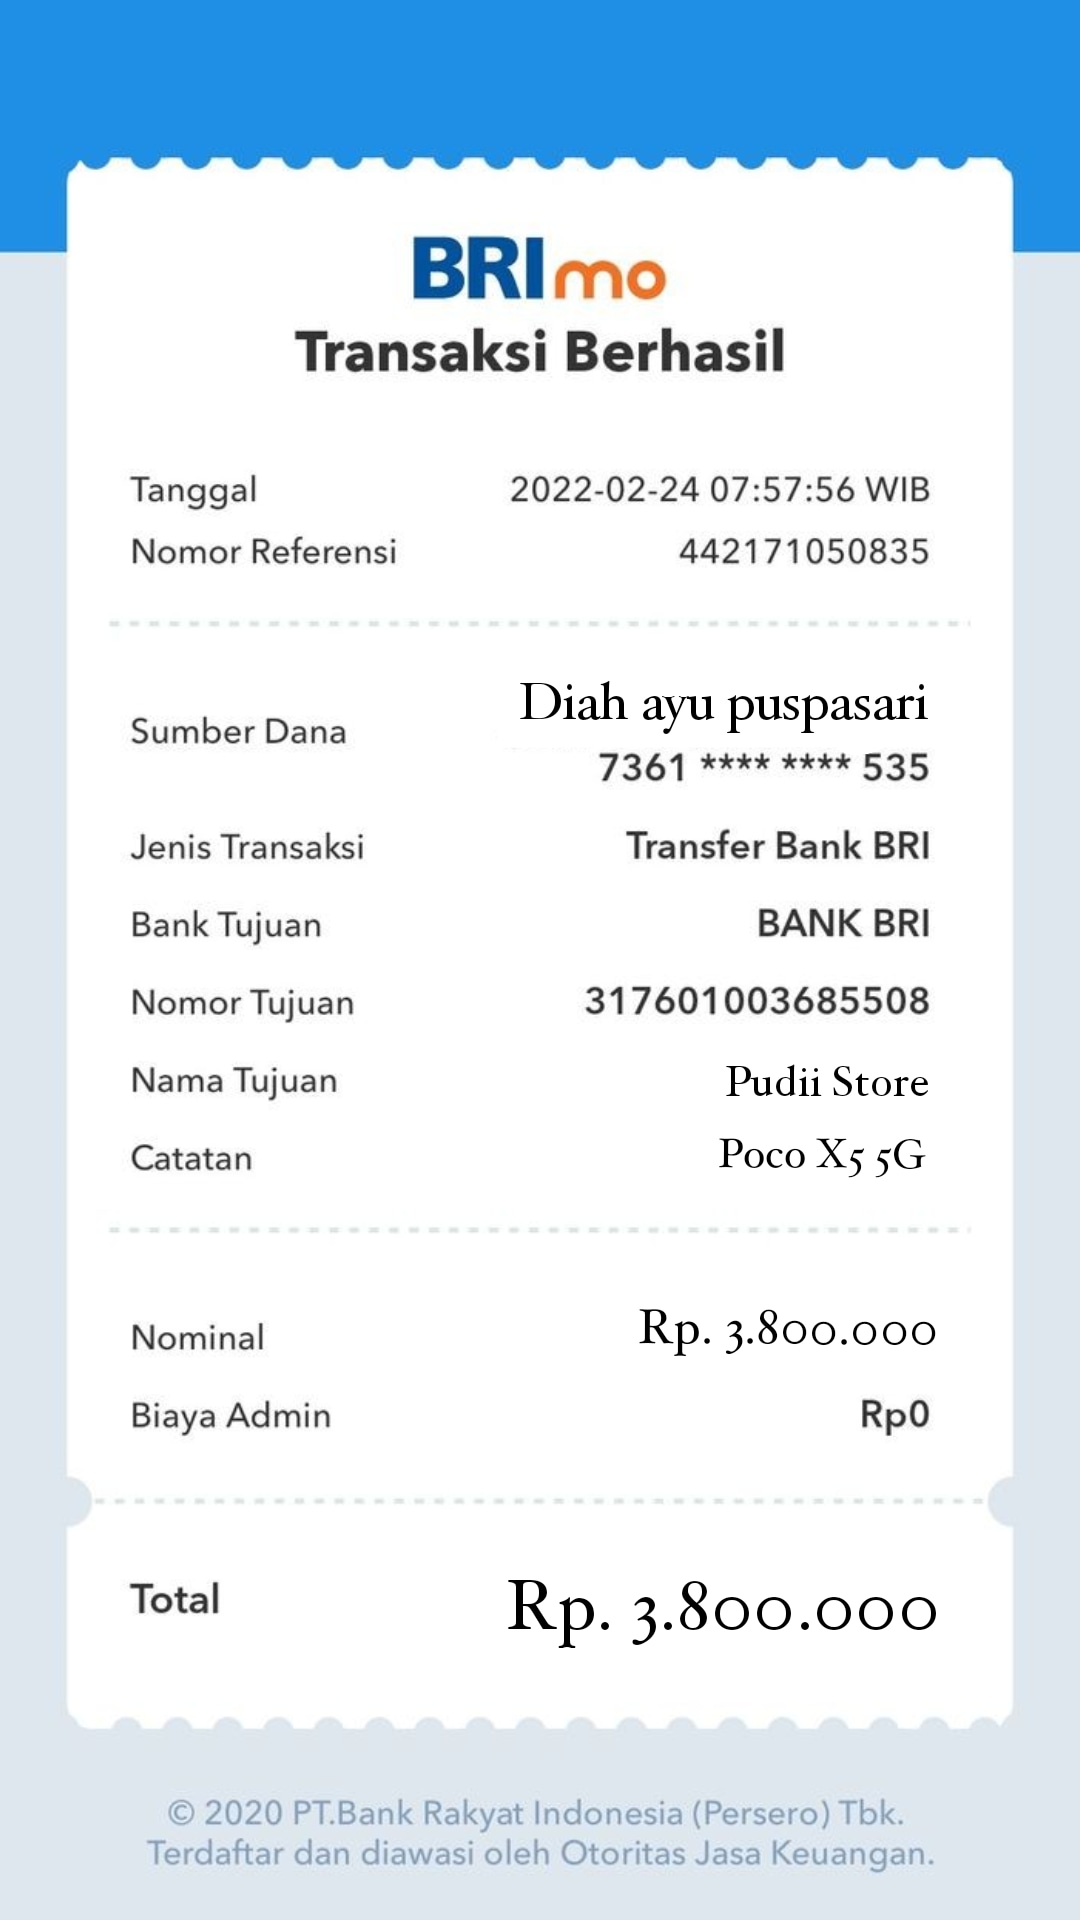 BRImo
Transaksi Berhasil
Tanggal 2022-02-24 07:57:56 WIB
Nomor Referensi 442171050835
Sumber Dana Diah ayu puspasari
7361 **** **** 535
Jenis Transaksi Transfer Bank BRI
Bank Tujuan BANK BRI
Nomor Tujuan 317601003685508
Nama Tujuan Pudii Store
Catatan Poco X5 5G
Nominal Rp. 3.800.000
Biaya Admin Rp0
Total Rp. 3.800.000
© 2020 PT.Bank Rakyat Indonesia (Persero) Tbk.
Terdaftar dan diawasi oleh Otoritas Jasa Keuangan.